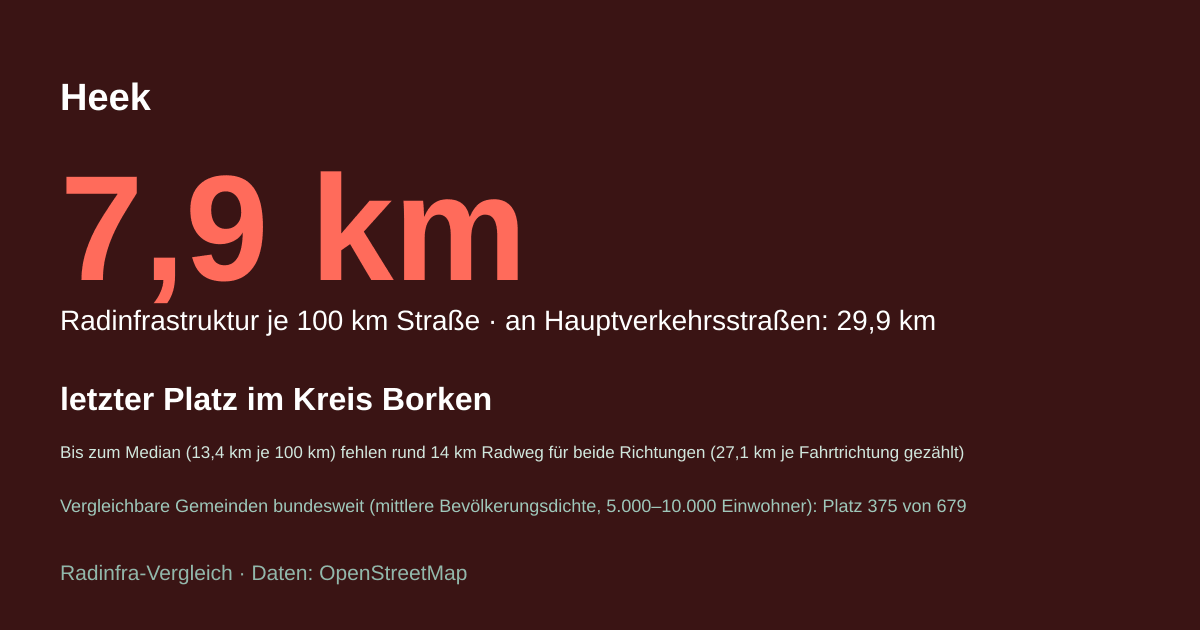 Heek
7,9 km
Radinfrastruktur je 100 km Straße · an Hauptverkehrsstraßen: 29,9 km
letzter Platz im Kreis Borken
Bis zum Median (13,4 km je 100 km) fehlen rund 14 km Radweg für beide Richtungen (27,1 km je Fahrtrichtung gezählt)
Vergleichbare Gemeinden bundesweit (mittlere Bevölkerungsdichte, 5.000–10.000 Einwohner): Platz 375 von 679
Radinfra-Vergleich · Daten: OpenStreetMap